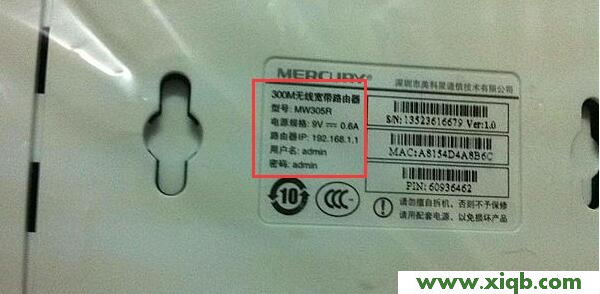 MERCURY®
深圳市美科星通信技术有限公司
300M无线宽带路由器
型号: MW305R
电源规格: 9V ⎓ 0.6A
路由器IP: 192.168.1.1
用户名: admin
密码: admin
S/N: 13523616679 Ver:1.0
MAC:A8154D4A8B6C
PIN: 60936462
10
CCC
请勿擅自拆机，否则不予保修
请用配套电源，以免损坏产品
www.xiqb.com